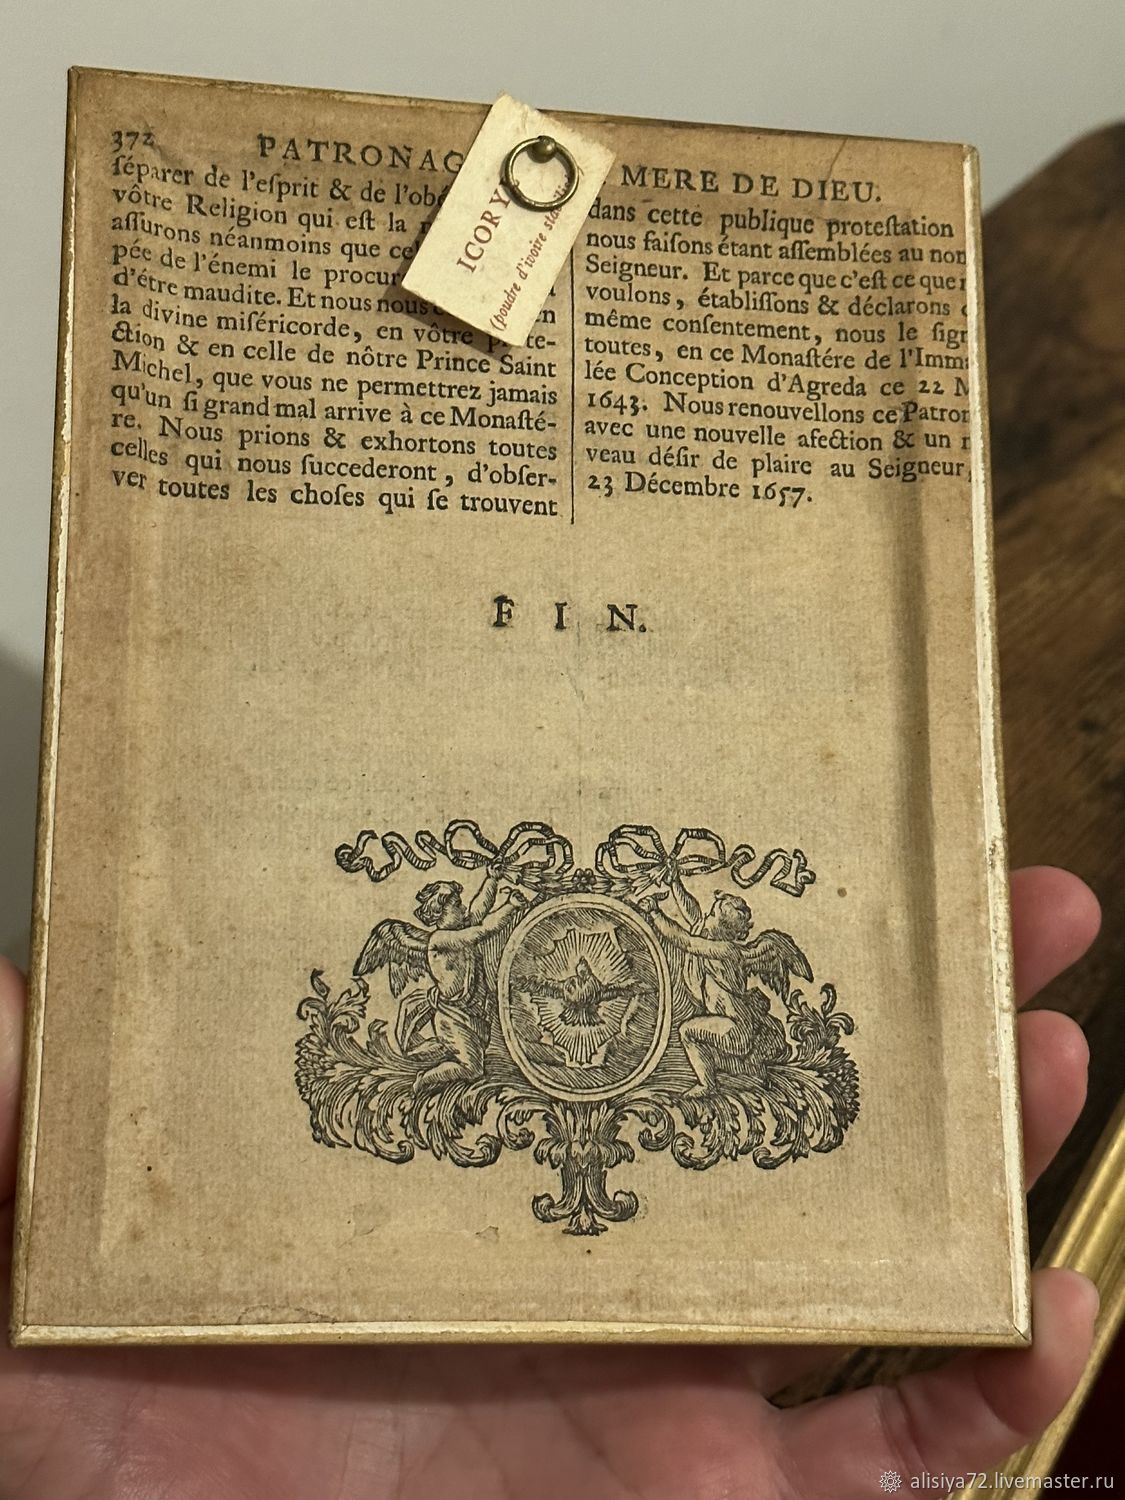 372 PATRONAG MERE DE DIEU.
ſéparer de l'eſprit & de l'obé
vôtre Religion qui eſt la
aſſurons néanmoins que
pée de l'énemi le procur
d'étre maudite. Et nous nous en
la divine miſéricorde, en vôtre
ction & en celle de nôtre Prince Saint
Michel, que vous ne permettrez jamais
qu'un ſi grand mal arrive à ce Monaſté-
re. Nous prions & exhortons toutes
celles qui nous ſuccederont, d'obſer-
ver toutes les choſes qui ſe trouvent
dans cette publique proteſtation
nous faiſons étant aſſemblées au nom
Seigneur. Et parce que c'eſt ce que
voulons, établiſſons & déclarons
même conſentement, nous le ſign
toutes, en ce Monaſtére de l'Imm
lée Conception d'Agreda ce 22 M
1643. Nous renouvellons ce Patron
avec une nouvelle afection & un
veau déſir de plaire au Seigneur,
23 Décembre 1657.
ICORY
(poudre d'ivoire
FIN.
alisiya72.livemaster.ru